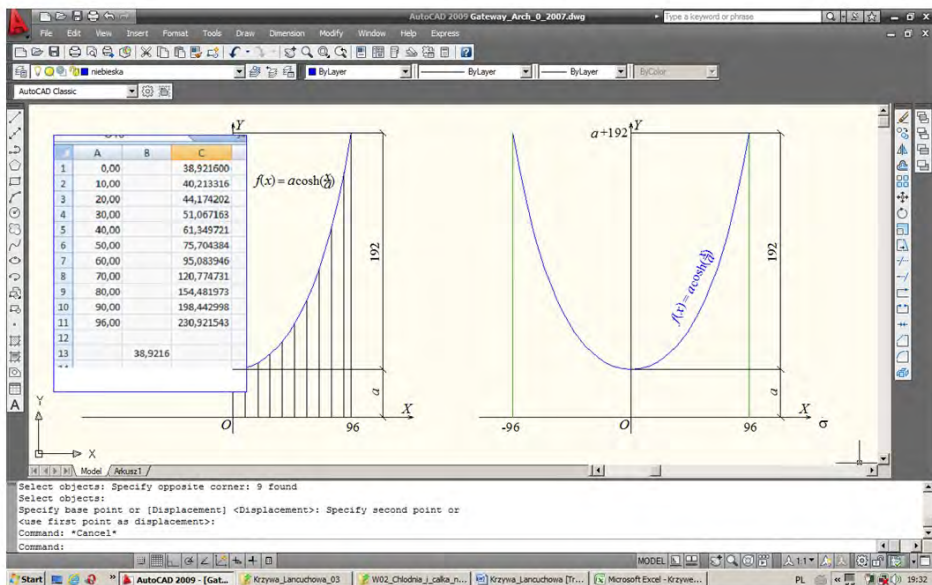 AutoCAD 2009 Gateway_Arch_0_2007.dwg
Type a keyword or phrase
File Edit View Insert Format Tools Draw Dimension Modify Window Help Express
niebieska ByLayer ByLayer ByLayer ByColor
AutoCAD Classic
A B C
1 0,00 38,921600
2 10,00 40,213316
3 20,00 44,174202
4 30,00 51,067163
5 40,00 61,349721
6 50,00 75,704384
7 60,00 95,083946
8 70,00 120,774731
9 80,00 154,481973
10 90,00 198,442998
11 96,00 230,921543
12
13 38,9216
Y
f(x) = acosh(x/a)
192
a
X
O
96
a+192
Y
192
f(x) = acosh(x/a)
a
X
-96
O
96
σ
Y
X
Model Arkusz1
Select objects: Specify opposite corner: 9 found
Select objects:
Specify base point or [Displacement] <Displacement>: Specify second point or
<use first point as displacement>:
Command: *Cancel*
Command:
MODEL 1:1
Start AutoCAD 2009 - [Gat... Krzywa_Lancuchowa_03 W02_Chlodnia_i_calka_n... Krzywa_Lancuchowa [Tr... Microsoft Excel - Krzywe... PL 19:32